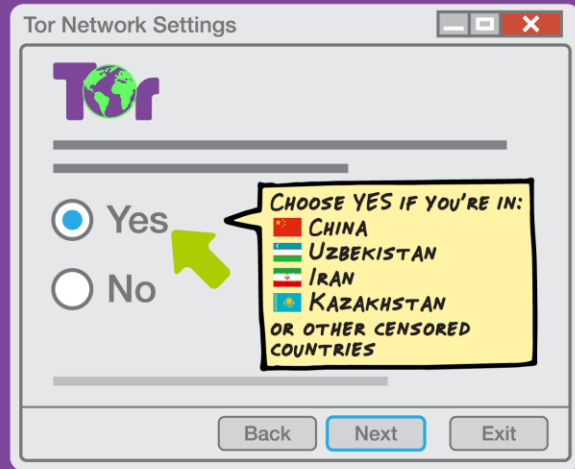 Tor Network Settings
Tor
Yes
No
CHOOSE YES IF YOU'RE IN:
CHINA
UZBEKISTAN
IRAN
KAZAKHSTAN
OR OTHER CENSORED
COUNTRIES
Back Next Exit